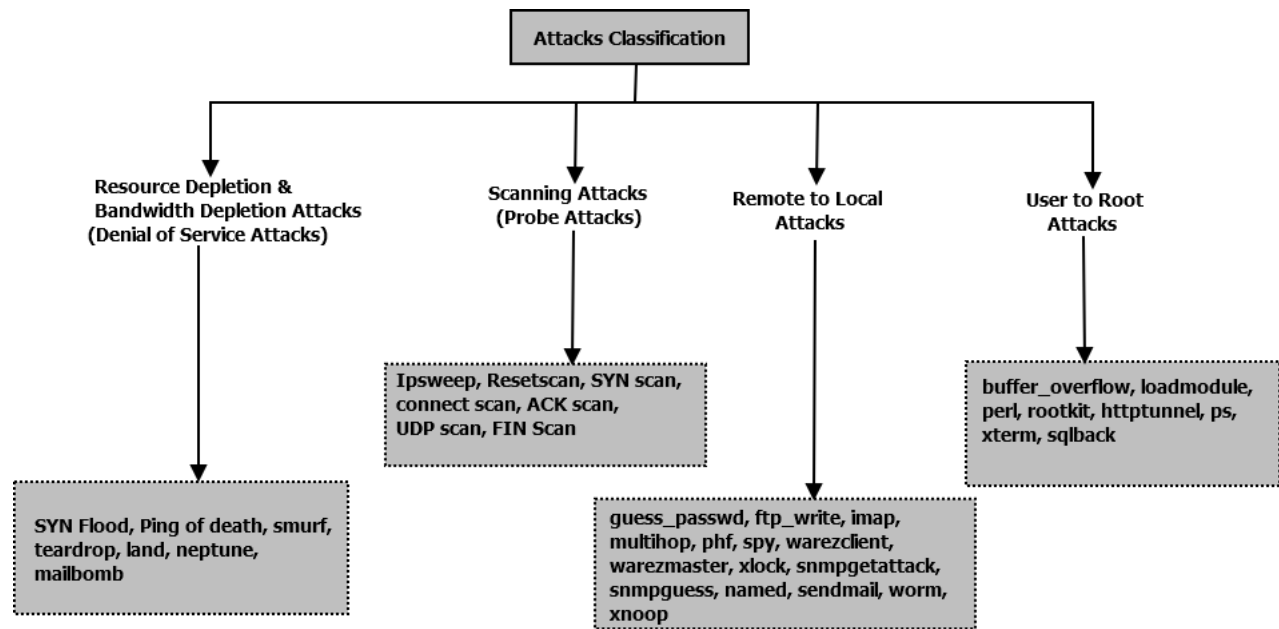 Attacks Classification
Resource Depletion &
Bandwidth Depletion Attacks
(Denial of Service Attacks)
Scanning Attacks
(Probe Attacks)
Remote to Local
Attacks
User to Root
Attacks
Ipsweep, Resetscan, SYN scan,
connect scan, ACK scan,
UDP scan, FIN Scan
buffer_overflow, loadmodule,
perl, rootkit, httptunnel, ps,
xterm, sqlback
SYN Flood, Ping of death, smurf,
teardrop, land, neptune,
mailbomb
guess_passwd, ftp_write, imap,
multihop, phf, spy, warezclient,
warezmaster, xlock, snmpgetattack,
snmpguess, named, sendmail, worm,
xnoop